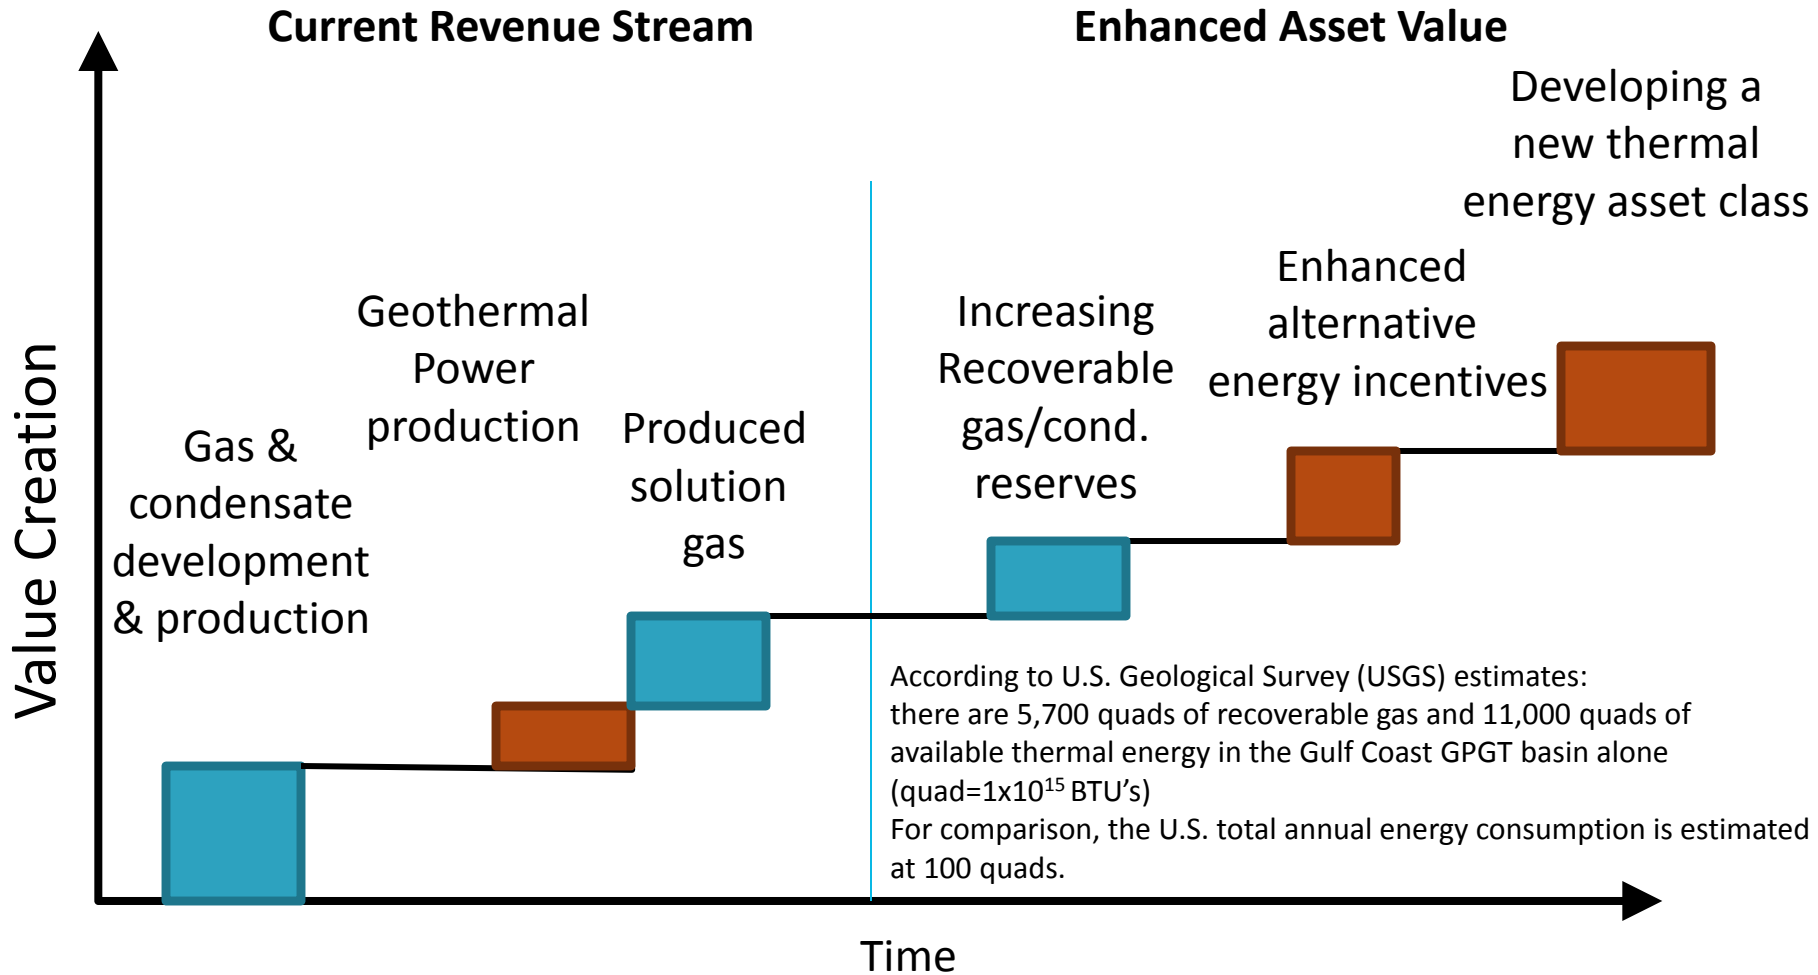 Current Revenue Stream
Enhanced Asset Value
Value Creation
Gas &
condensate
development
& production
Geothermal
Power
production
Produced
solution
gas
Increasing
Recoverable
gas/cond.
reserves
Enhanced
alternative
energy incentives
Developing a
new thermal
energy asset class
According to U.S. Geological Survey (USGS) estimates:
there are 5,700 quads of recoverable gas and 11,000 quads of
available thermal energy in the Gulf Coast GPGT basin alone
(quad=1x10¹⁵ BTU’s)
For comparison, the U.S. total annual energy consumption is estimated
at 100 quads.
Time